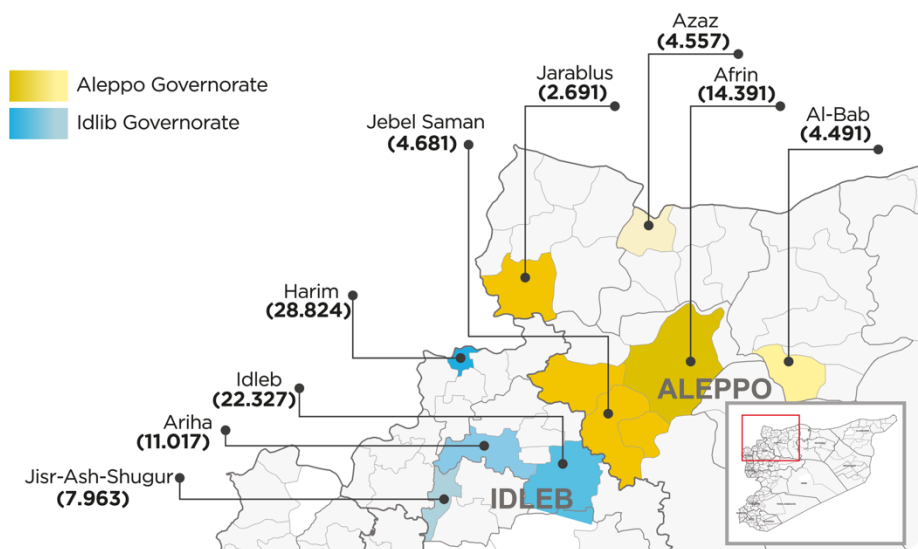 Aleppo Governorate
Idlib Governorate
Azaz
(4.557)
Jarablus
(2.691)
Afrin
(14.391)
Jebel Saman
(4.681)
Al-Bab
(4.491)
Harim
(28.824)
Idleb
(22.327)
Ariha
(11.017)
Jisr-Ash-Shugur
(7.963)
ALEPPO
IDLEB